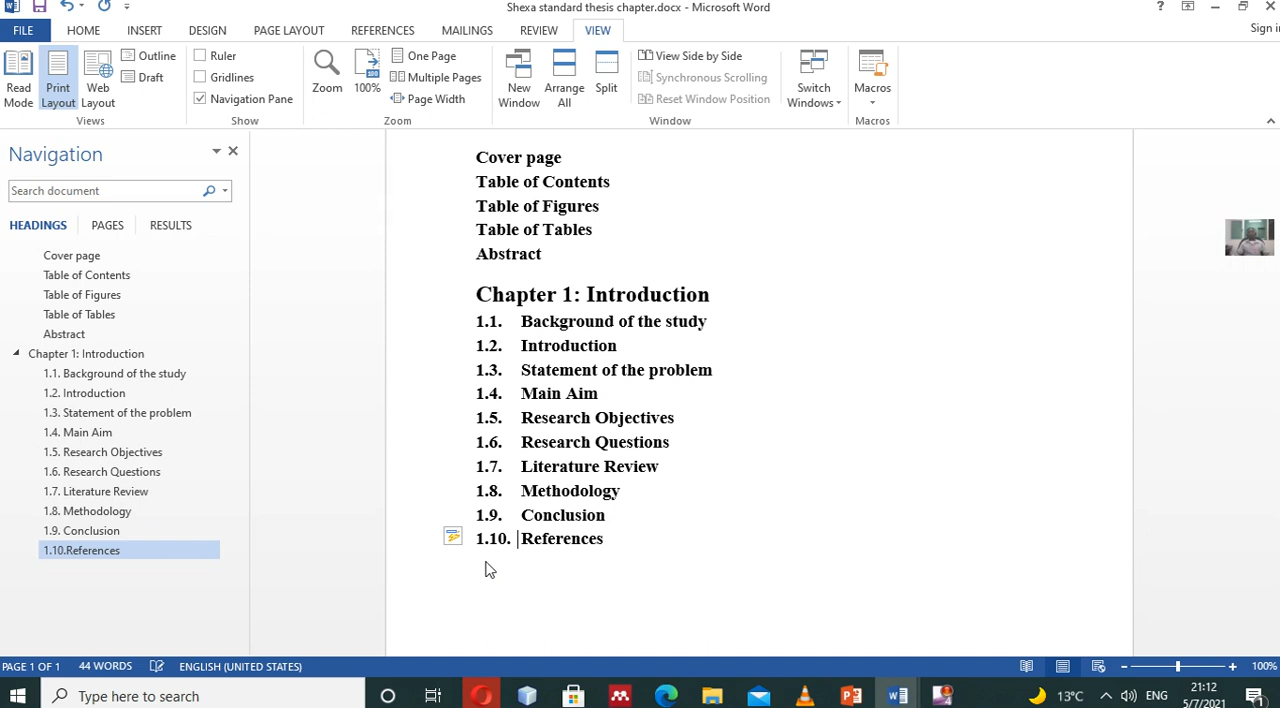 Shexa standard thesis chapter.docx - Microsoft Word
?
FILE HOME INSERT DESIGN PAGE LAYOUT REFERENCES MAILINGS REVIEW VIEW
Sign in
Read Mode
Print Layout
Web Layout
Outline
Draft
Views
Ruler
Gridlines
Navigation Pane
Show
Zoom
100%
One Page
Multiple Pages
Page Width
Zoom
New Window
Arrange All
Split
View Side by Side
Synchronous Scrolling
Reset Window Position
Window
Switch Windows
Macros
Macros
Navigation
Search document
HEADINGS PAGES RESULTS
Cover page
Table of Contents
Table of Figures
Table of Tables
Abstract
Chapter 1: Introduction
1.1. Background of the study
1.2. Introduction
1.3. Statement of the problem
1.4. Main Aim
1.5. Research Objectives
1.6. Research Questions
1.7. Literature Review
1.8. Methodology
1.9. Conclusion
1.10.References
Cover page
Table of Contents
Table of Figures
Table of Tables
Abstract
Chapter 1: Introduction
1.1. Background of the study
1.2. Introduction
1.3. Statement of the problem
1.4. Main Aim
1.5. Research Objectives
1.6. Research Questions
1.7. Literature Review
1.8. Methodology
1.9. Conclusion
1.10. References
PAGE 1 OF 1 44 WORDS ENGLISH (UNITED STATES)
100%
Type here to search
13°C
ENG
21:12
5/7/2021